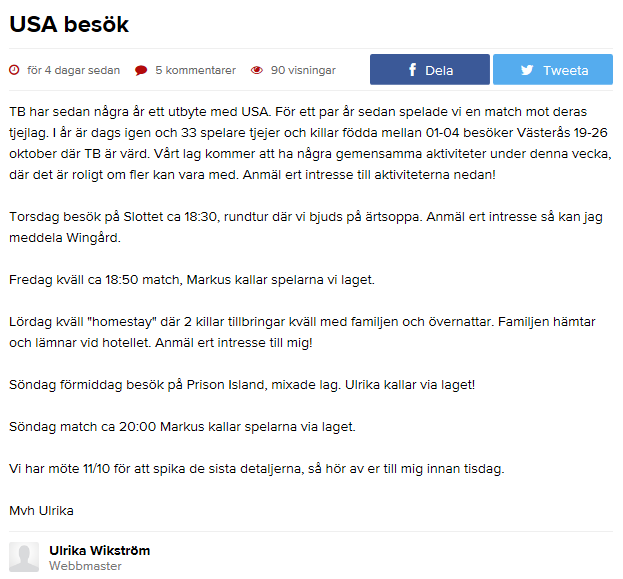 USA besök
för 4 dagar sedan 5 kommentarer 90 visningar Dela Tweeta
TB har sedan några år ett utbyte med USA. För ett par år sedan spelade vi en match mot deras
tjejlag. I år är dags igen och 33 spelare tjejer och killar födda mellan 01-04 besöker Västerås 19-26
oktober där TB är värd. Vårt lag kommer att ha några gemensamma aktiviteter under denna vecka,
där det är roligt om fler kan vara med. Anmäl ert intresse till aktiviteterna nedan!
Torsdag besök på Slottet ca 18:30, rundtur där vi bjuds på ärtsoppa. Anmäl ert intresse så kan jag
meddela Wingård.
Fredag kväll ca 18:50 match, Markus kallar spelarna vi laget.
Lördag kväll "homestay" där 2 killar tillbringar kväll med familjen och övernattar. Familjen hämtar
och lämnar vid hotellet. Anmäl ert intresse till mig!
Söndag förmiddag besök på Prison Island, mixade lag. Ulrika kallar via laget!
Söndag match ca 20:00 Markus kallar spelarna via laget.
Vi har möte 11/10 för att spika de sista detaljerna, så hör av er till mig innan tisdag.
Mvh Ulrika
Ulrika Wikström
Webbmaster